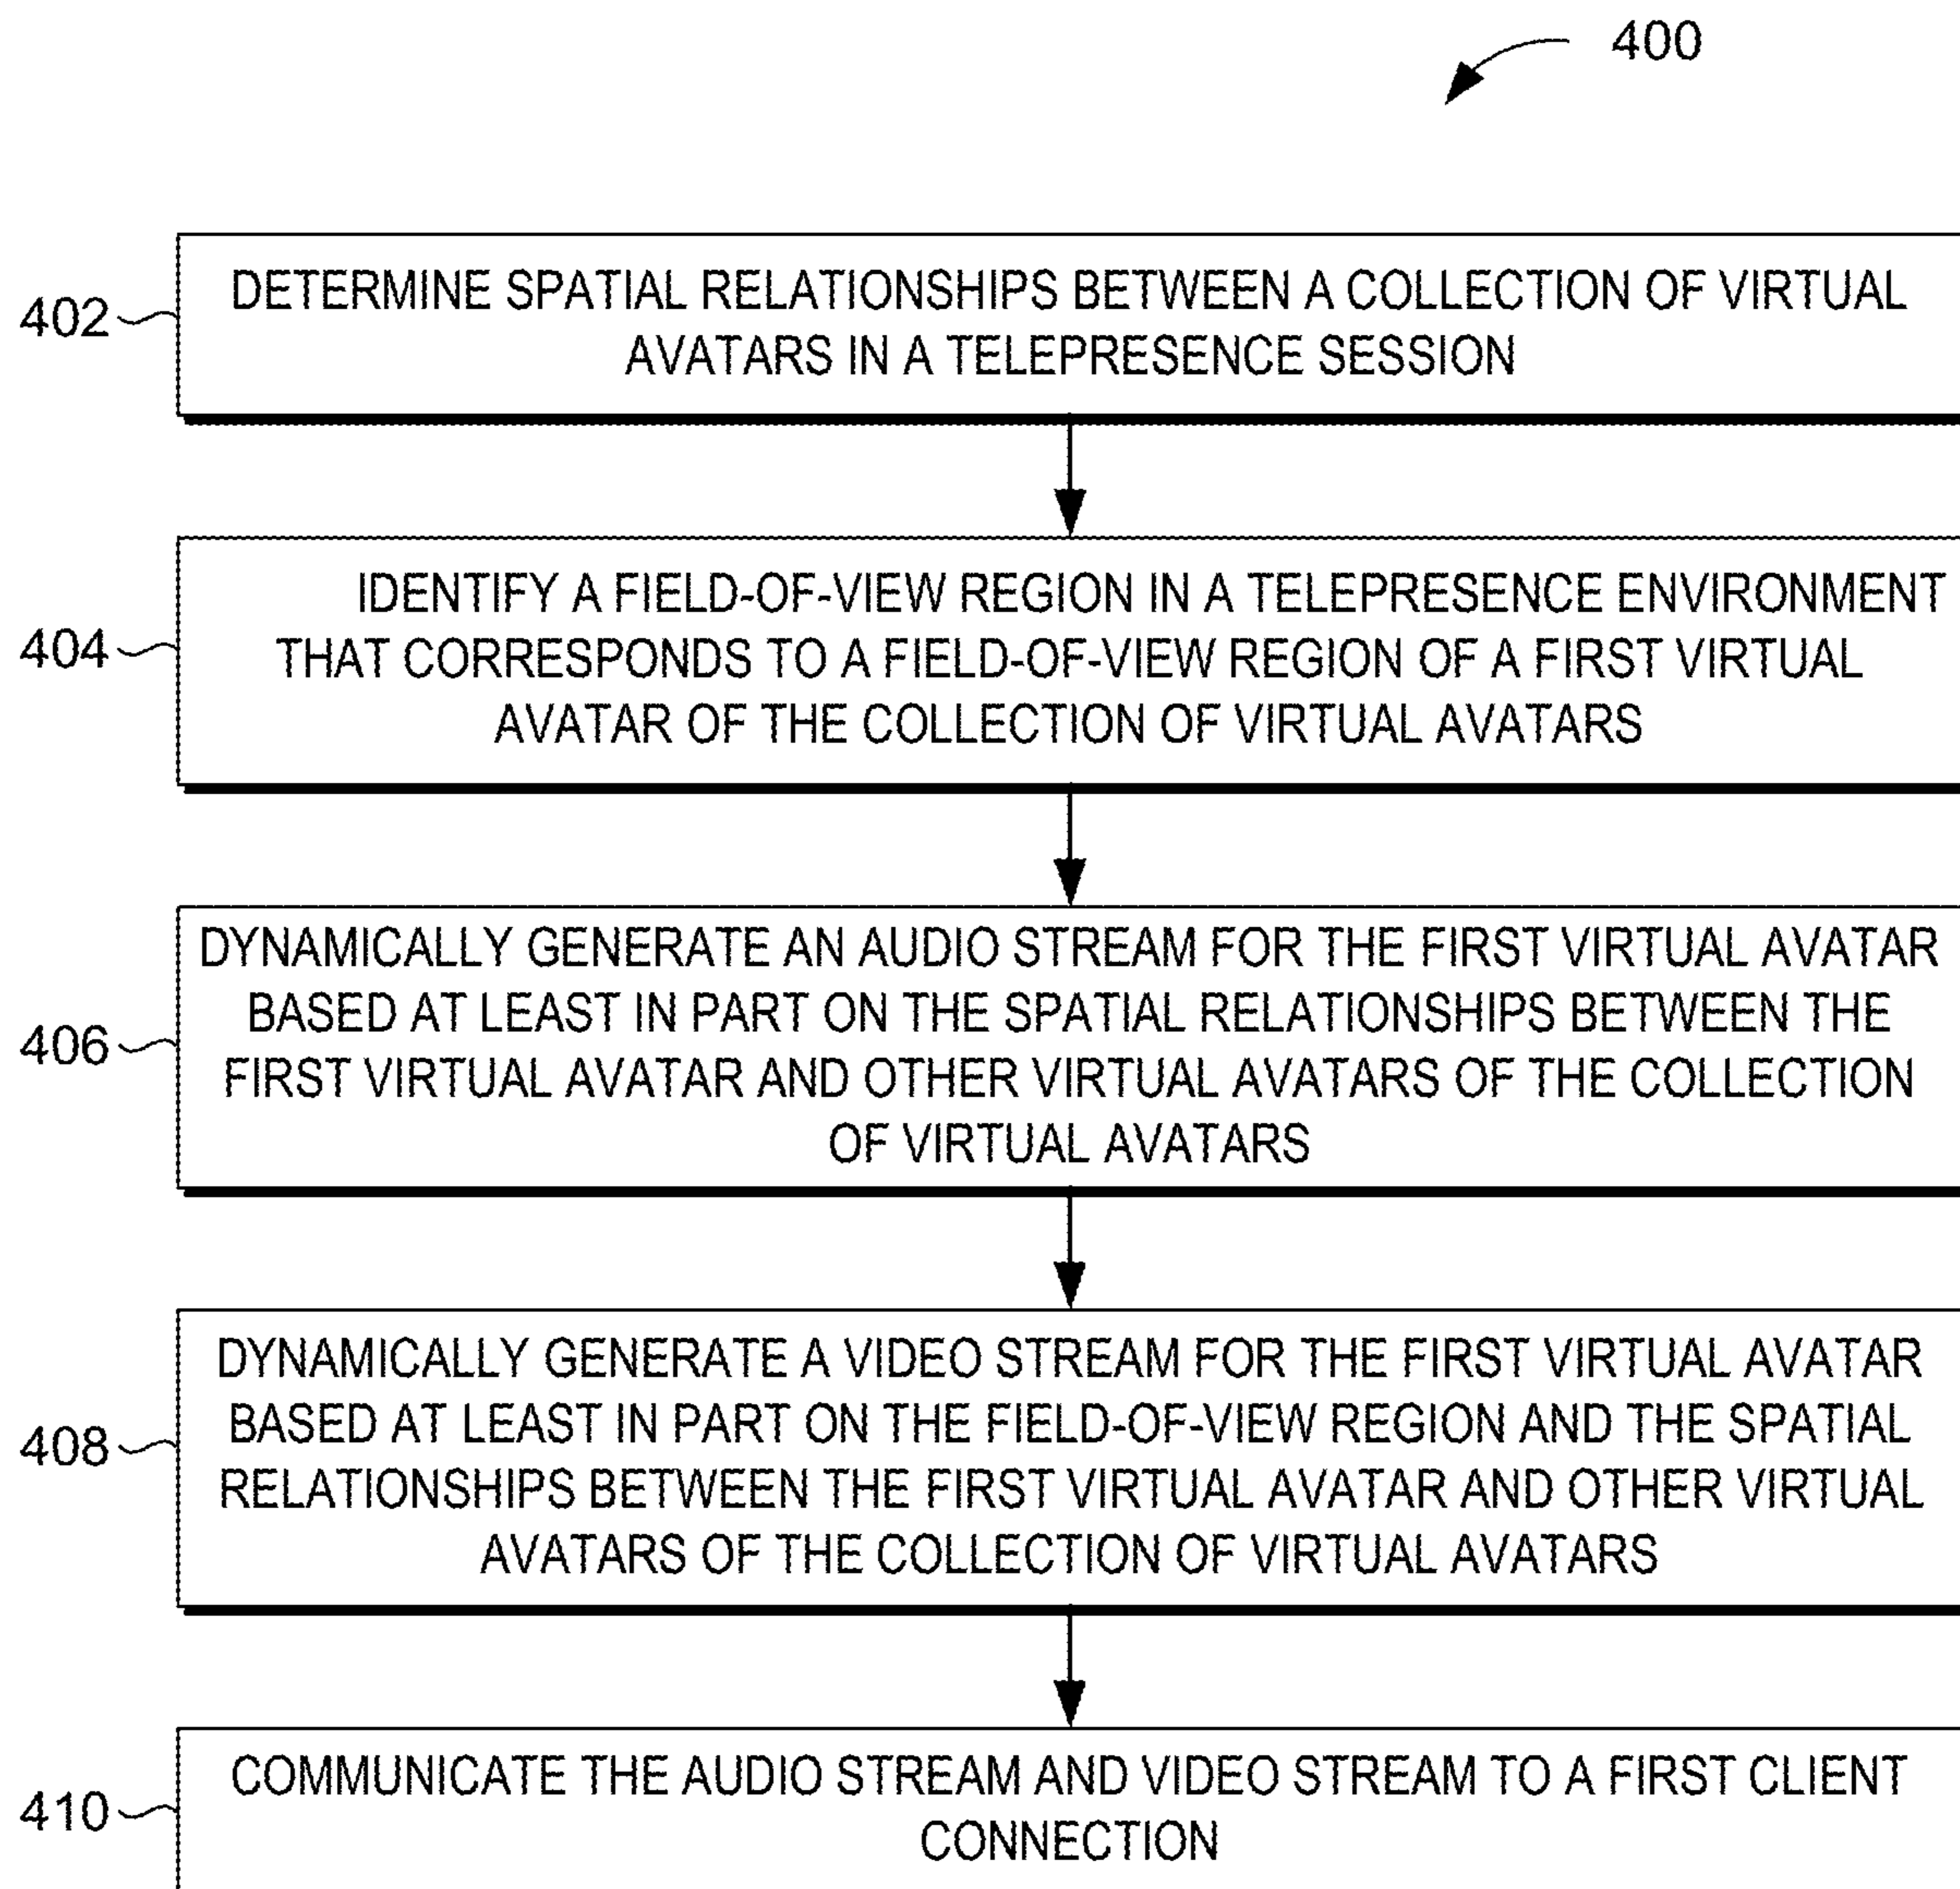 400
402
DETERMINE SPATIAL RELATIONSHIPS BETWEEN A COLLECTION OF VIRTUAL
AVATARS IN A TELEPRESENCE SESSION
404
IDENTIFY A FIELD-OF-VIEW REGION IN A TELEPRESENCE ENVIRONMENT
THAT CORRESPONDS TO A FIELD-OF-VIEW REGION OF A FIRST VIRTUAL
AVATAR OF THE COLLECTION OF VIRTUAL AVATARS
406
DYNAMICALLY GENERATE AN AUDIO STREAM FOR THE FIRST VIRTUAL AVATAR
BASED AT LEAST IN PART ON THE SPATIAL RELATIONSHIPS BETWEEN THE
FIRST VIRTUAL AVATAR AND OTHER VIRTUAL AVATARS OF THE COLLECTION
OF VIRTUAL AVATARS
408
DYNAMICALLY GENERATE A VIDEO STREAM FOR THE FIRST VIRTUAL AVATAR
BASED AT LEAST IN PART ON THE FIELD-OF-VIEW REGION AND THE SPATIAL
RELATIONSHIPS BETWEEN THE FIRST VIRTUAL AVATAR AND OTHER VIRTUAL
AVATARS OF THE COLLECTION OF VIRTUAL AVATARS
410
COMMUNICATE THE AUDIO STREAM AND VIDEO STREAM TO A FIRST CLIENT
CONNECTION